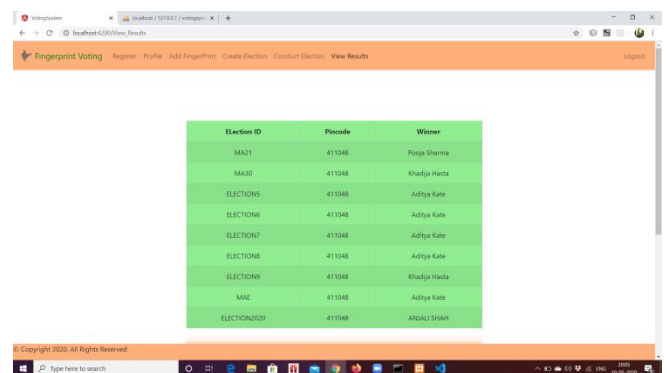 VotingSystem
localhost / 127.0.0.1 / votingsys
localhost:4200/View_Results
Fingerprint Voting Register Profile Add FingerPrint Create Election Conduct Election View Results Logout
ELection ID Pincode Winner
MA21 411048 Pooja Sharma
MA30 411048 Khadija Hasta
ELECTION5 411048 Aditya Kate
ELECTION6 411048 Aditya Kate
ELECTION7 411048 Aditya Kate
ELECTION8 411048 Aditya Kate
ELECTION9 411048 Khadija Hasta
MAE 411048 Aditya Kate
ELECTION2020 411048 ANJALI SHAH
© Copyright 2020, All Rights Reserved
Type here to search
ENG